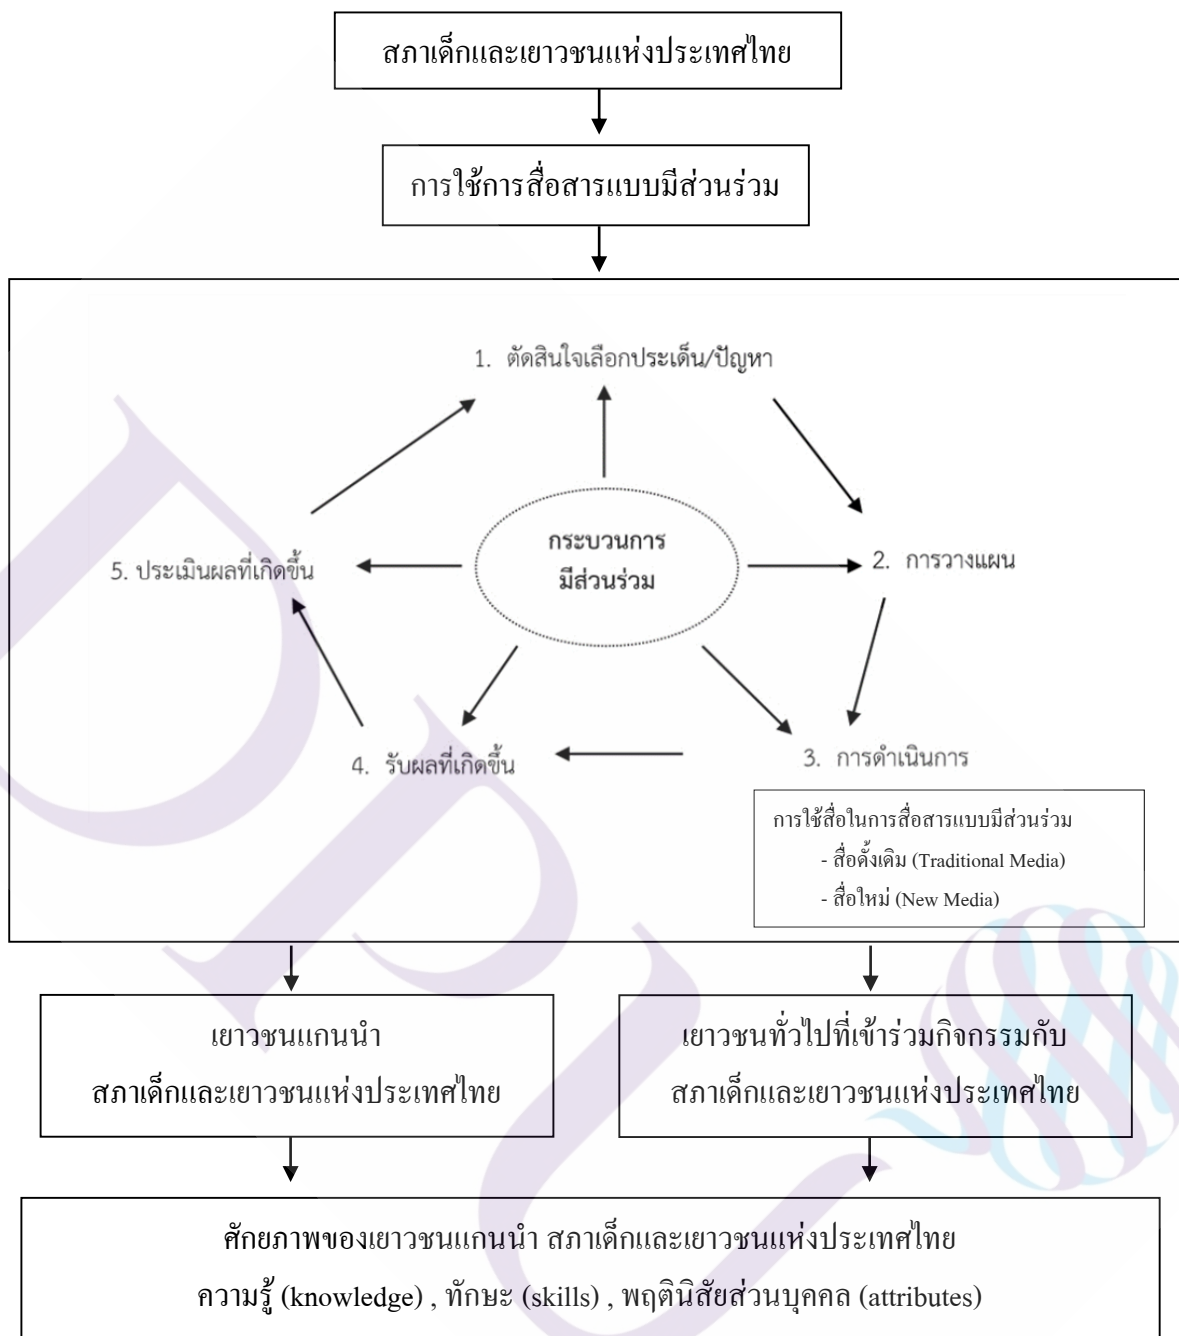 สภาเด็กและเยาวชนแห่งประเทศไทย
การใช้การสื่อสารแบบมีส่วนร่วม
1. ตัดสินใจเลือกประเด็น/ปัญหา
กระบวนการ
มีส่วนร่วม
5. ประเมินผลที่เกิดขึ้น
2. การวางแผน
4. รับผลที่เกิดขึ้น
3. การดำเนินการ
การใช้สื่อในการสื่อสารแบบมีส่วนร่วม
- สื่อดั้งเดิม (Traditional Media)
- สื่อใหม่ (New Media)
เยาวชนแกนนำ
สภาเด็กและเยาวชนแห่งประเทศไทย
เยาวชนทั่วไปที่เข้าร่วมกิจกรรมกับ
สภาเด็กและเยาวชนแห่งประเทศไทย
ศักยภาพของเยาวชนแกนนำ สภาเด็กและเยาวชนแห่งประเทศไทย
ความรู้ (knowledge) , ทักษะ (skills) , พฤตินิสัยส่วนบุคคล (attributes)
DPU